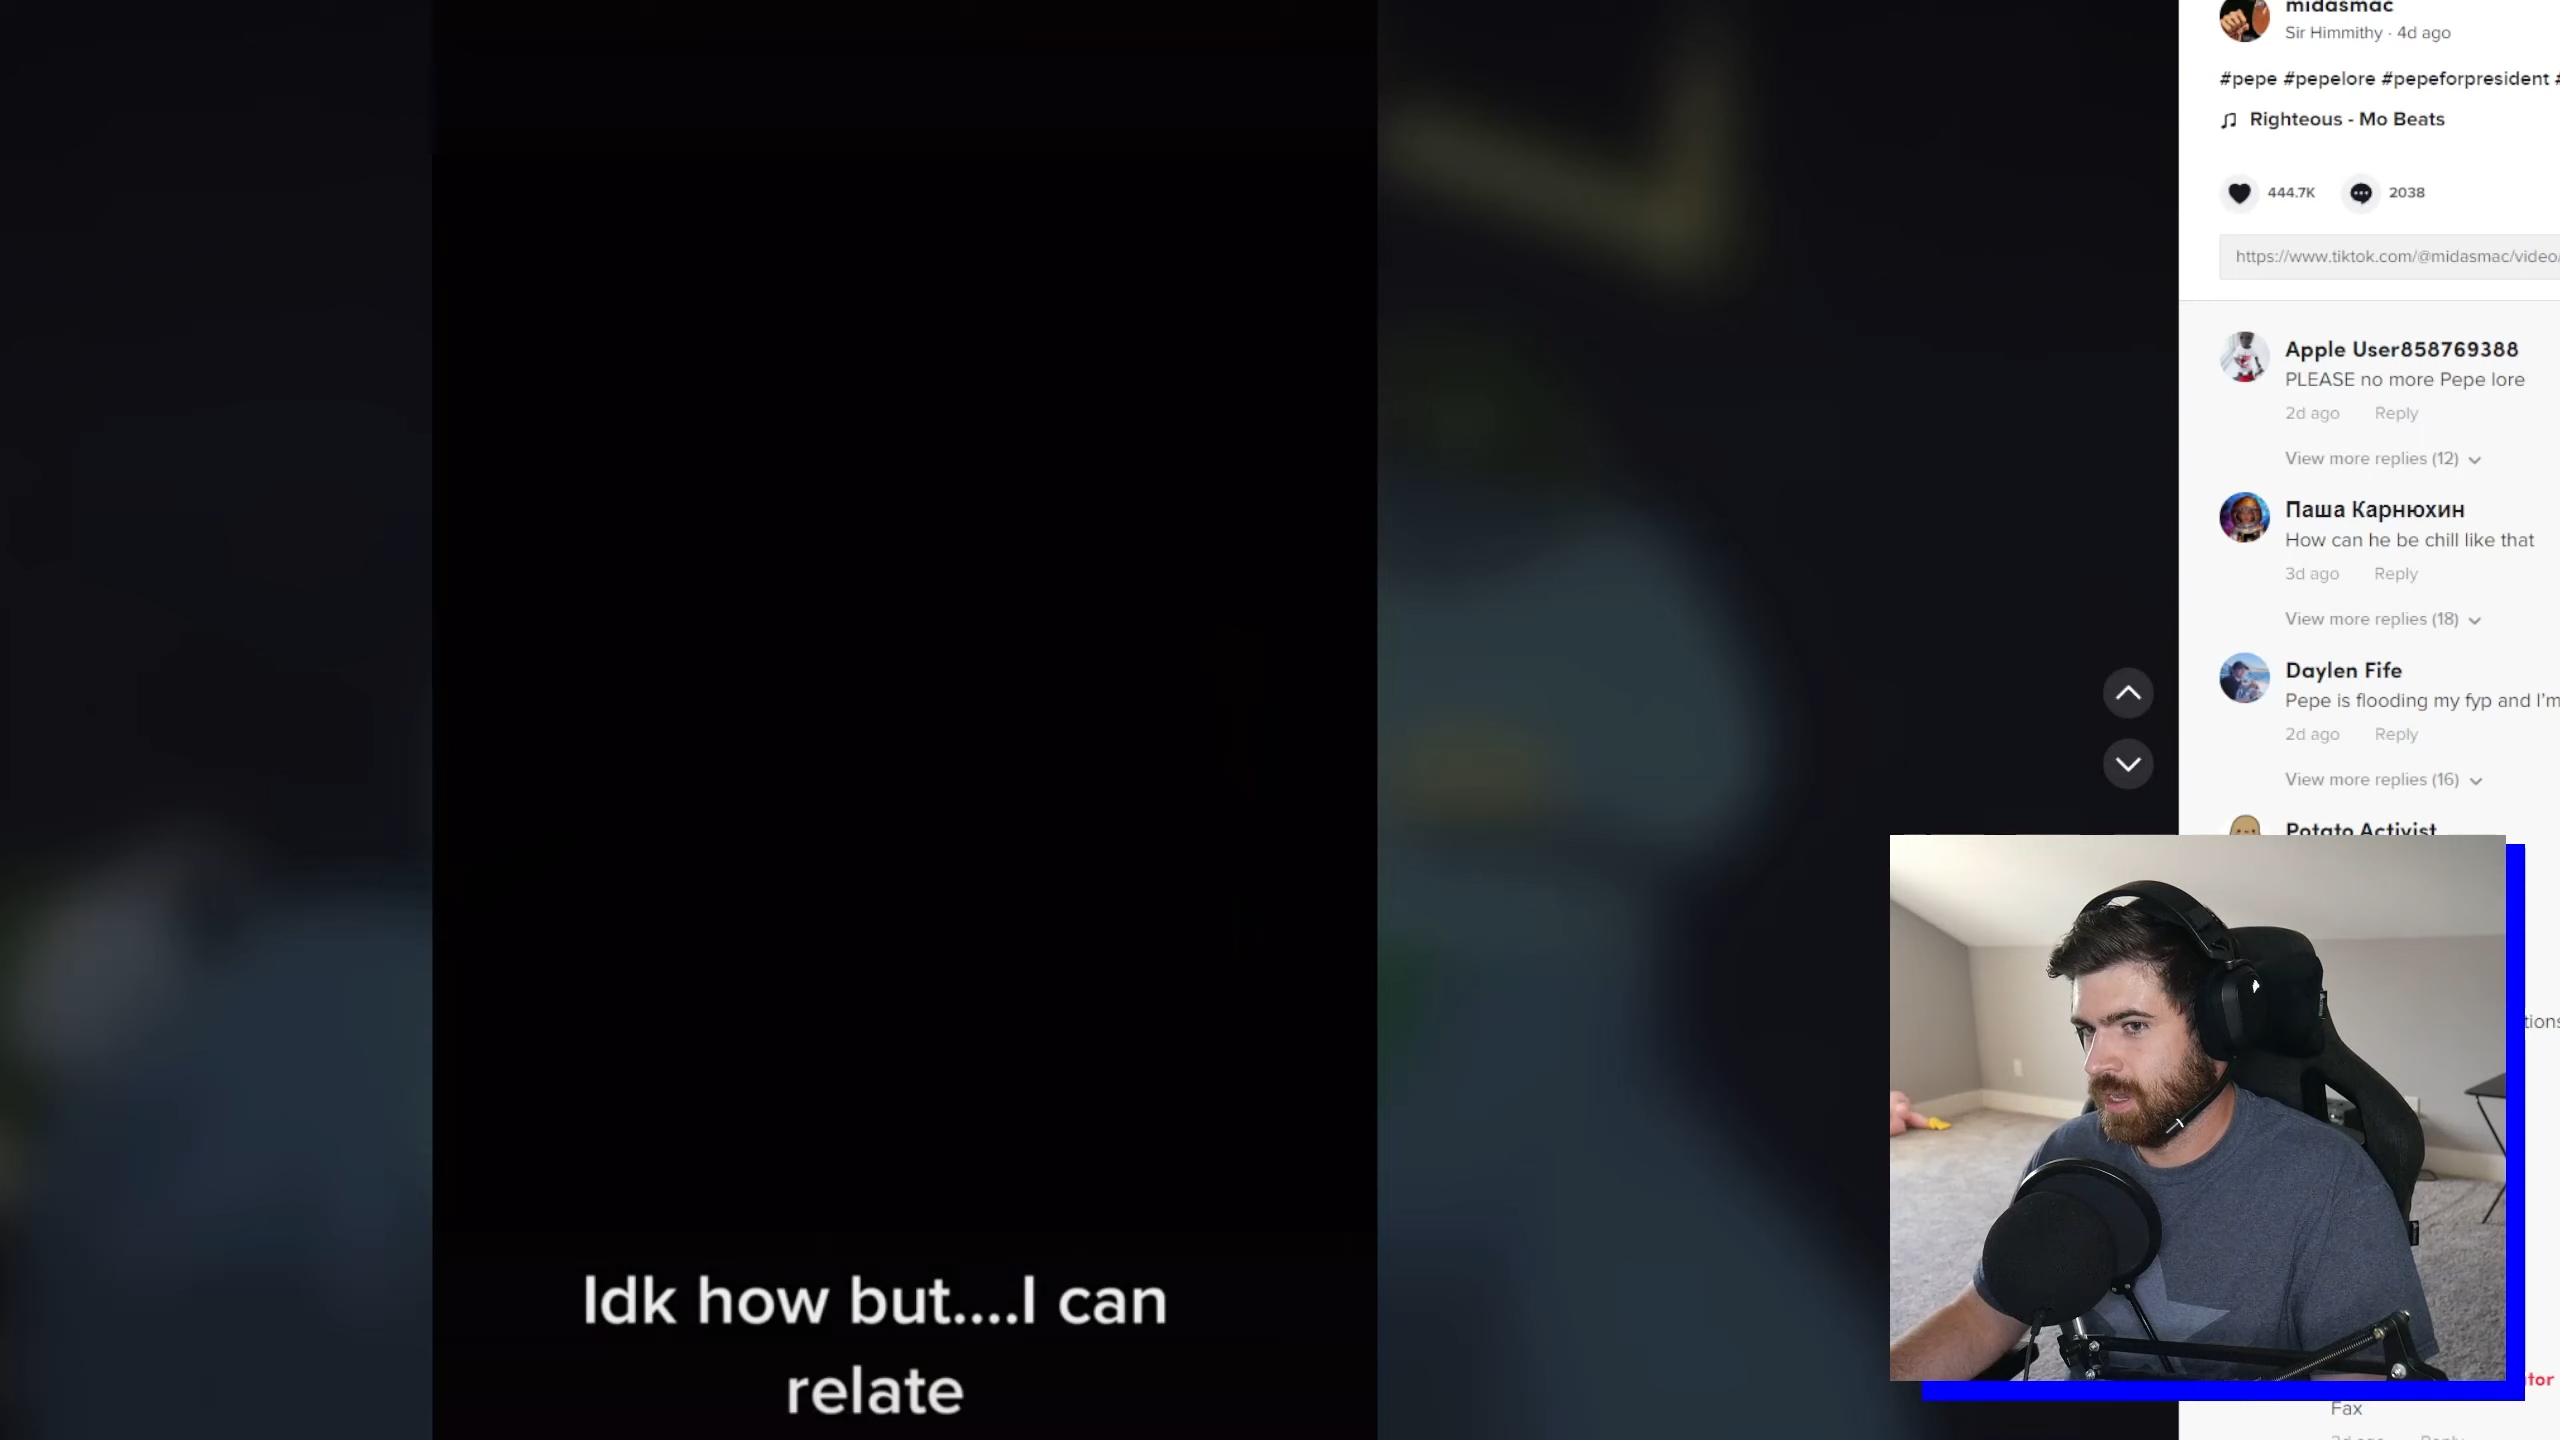 midasmac
Sir Himmithy · 4d ago
#pepe #pepelore #pepeforpresident
Righteous - Mo Beats
444.7K 2038
https://www.tiktok.com/@midasmac/video/
Apple User858769388
PLEASE no more Pepe lore
2d ago Reply
View more replies (12)
Паша Карнюхин
How can he be chill like that
3d ago Reply
View more replies (18)
Daylen Fife
Pepe is flooding my fyp and I'm
2d ago Reply
View more replies (16)
Potato Activist
Idk how but....I can
relate
Fax